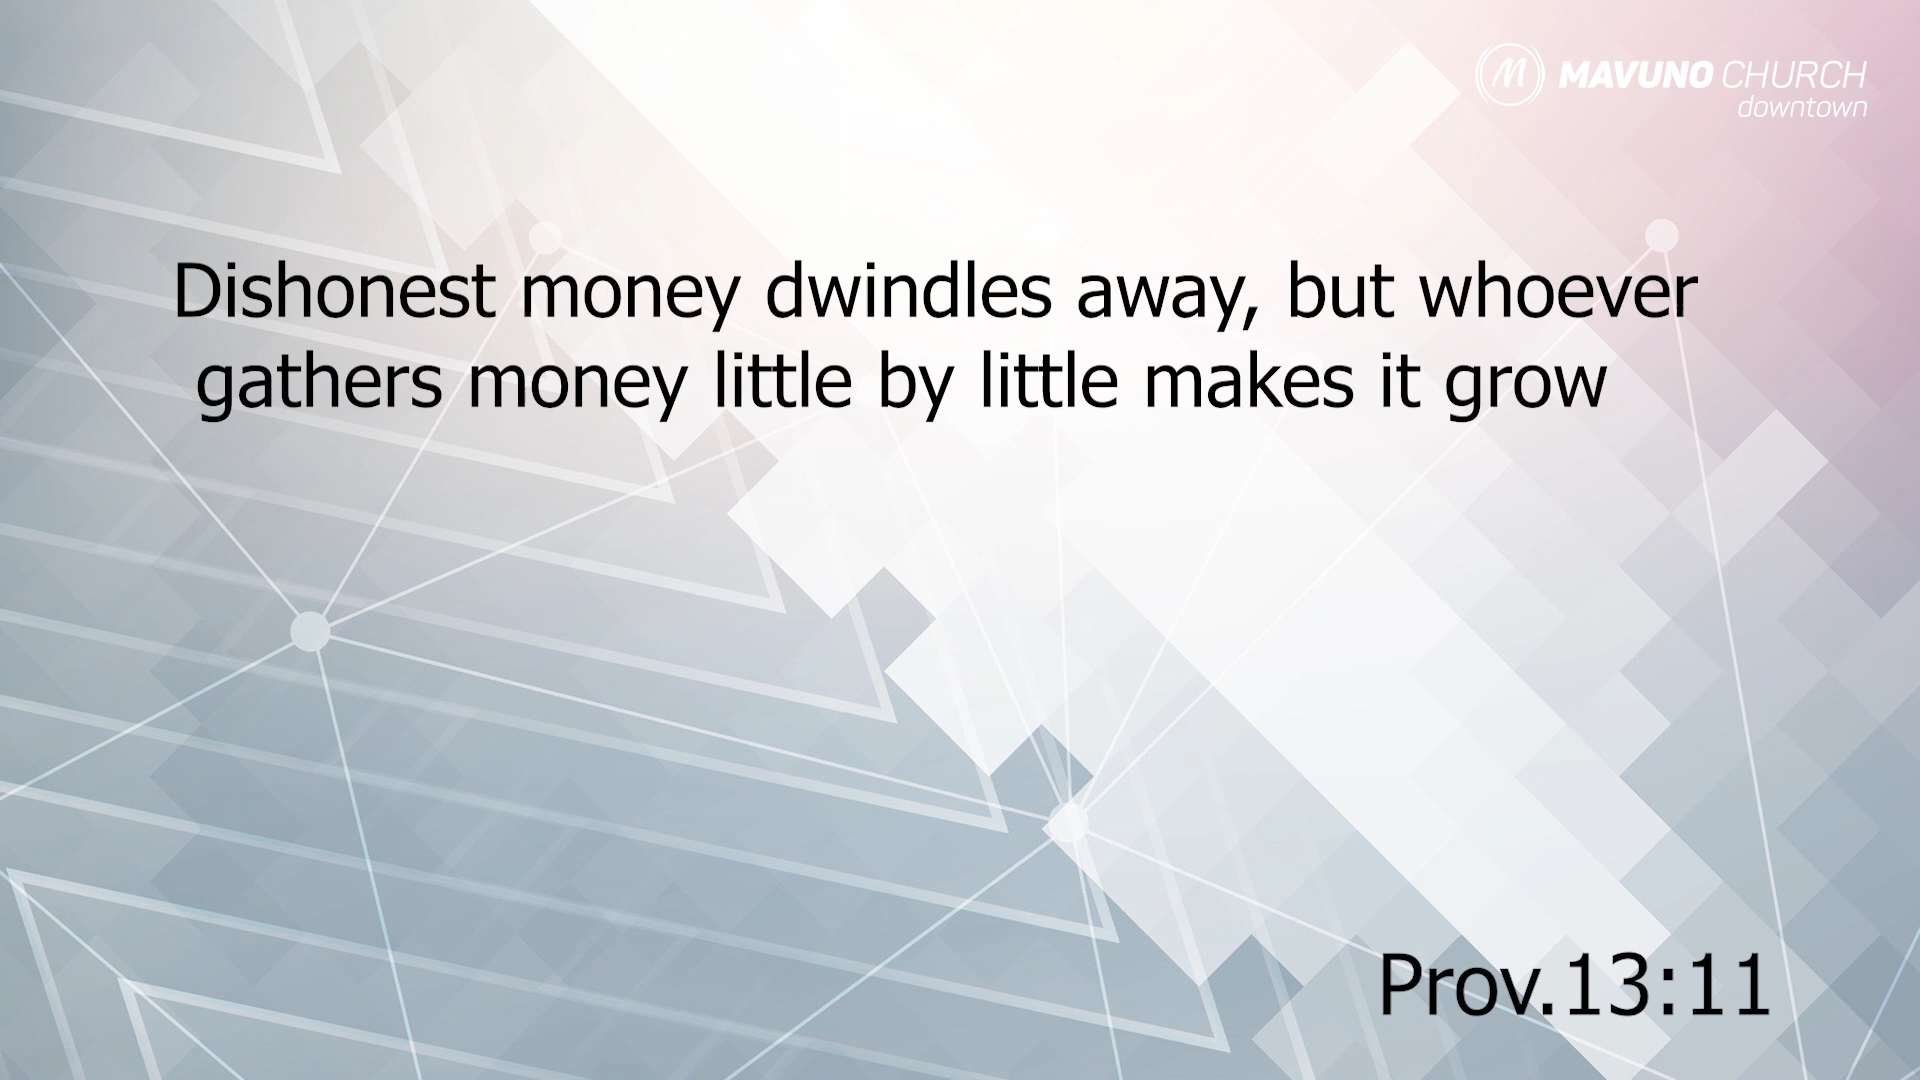 MAVUNO CHURCH
downtown
Dishonest money dwindles away, but whoever
gathers money little by little makes it grow
Prov.13:11